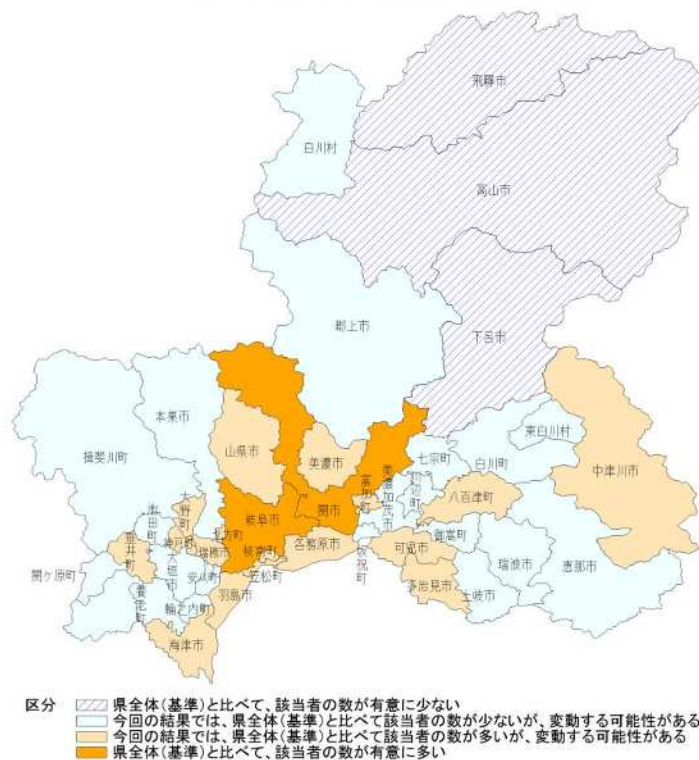 飛騨市
白川村
高山市
郡上市
下呂市
本巣市
揖斐川町
山県市
美濃市
七宗町
東白川村
白川町
中津川市
富加町
美濃加茂市
川辺町
八百津町
関市
岐阜市
大野町
池田町
神戸町
北方町
瑞穂市
岐南町
各務原市
坂祝町
可児市
御嵩町
瑞浪市
恵那市
垂井町
関ケ原町
大垣市
安八町
笠松町
羽島市
多治見市
土岐市
養老町
輪之内町
海津市
区分
県全体(基準)と比べて、該当者の数が有意に少ない
今回の結果では、県全体(基準)と比べて該当者の数が少ないが、変動する可能性がある
今回の結果では、県全体(基準)と比べて該当者の数が多いが、変動する可能性がある
県全体(基準)と比べて、該当者の数が有意に多い